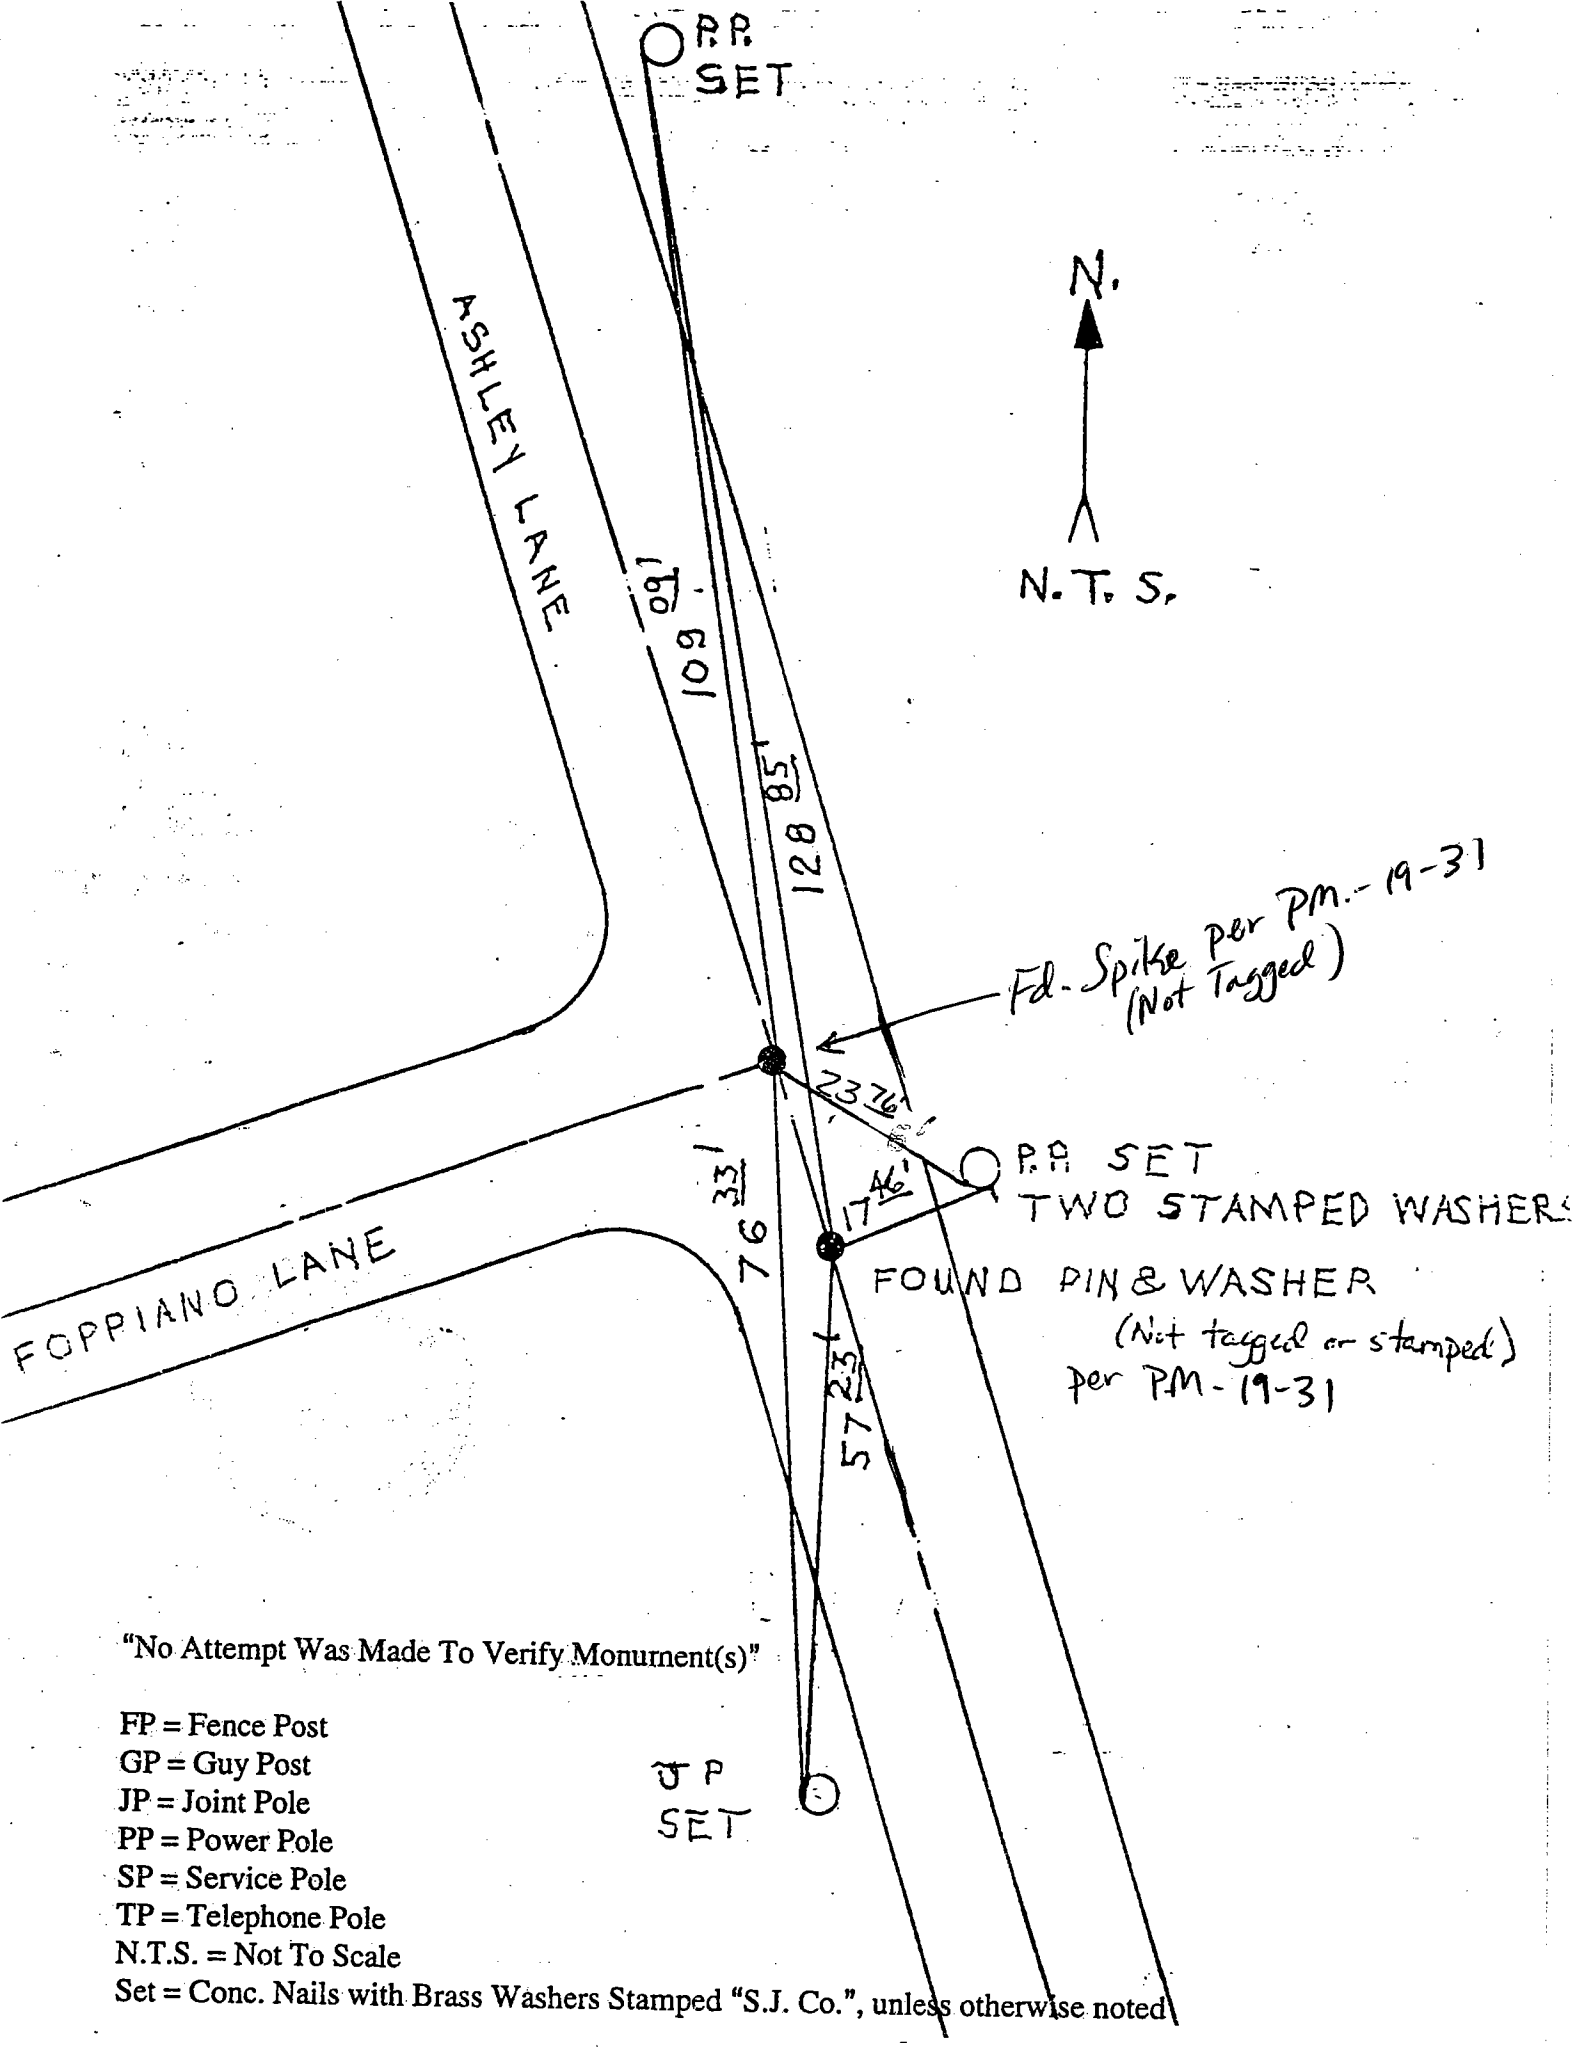 P.P.
SET
N.
N.T.S.
ASHLEY LANE
109 60'
128 85'
Fd. Spike per PM.- 19-31
(Not Tagged)
23 76'
P.P. SET
TWO STAMPED WASHERS
17 46'
76 33'
FOUND PIN & WASHER
(Not tagged or stamped)
per PM - 19-31
FOPPIANO LANE
57 23'
"No Attempt Was Made To Verify Monument(s)"
FP = Fence Post
GP = Guy Post
JP = Joint Pole
PP = Power Pole
SP = Service Pole
TP = Telephone Pole
N.T.S. = Not To Scale
Set = Conc. Nails with Brass Washers Stamped "S.J. Co.", unless otherwise noted
JP
SET